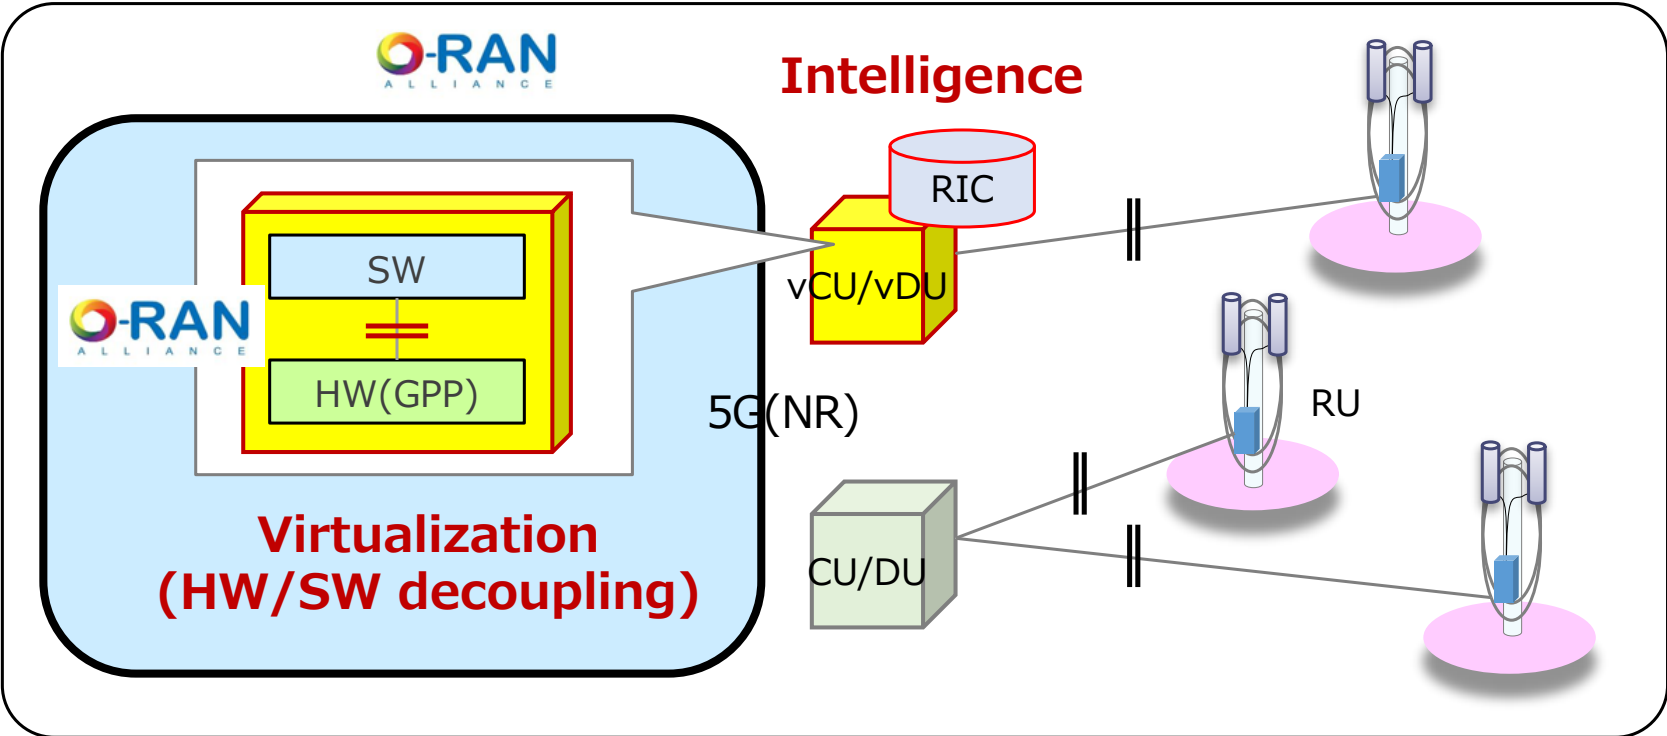 O-RAN
ALLIANCE
Intelligence
RIC
SW
vCU/vDU
O-RAN
ALLIANCE
HW(GPP)
5G(NR)
RU
Virtualization
(HW/SW decoupling)
CU/DU